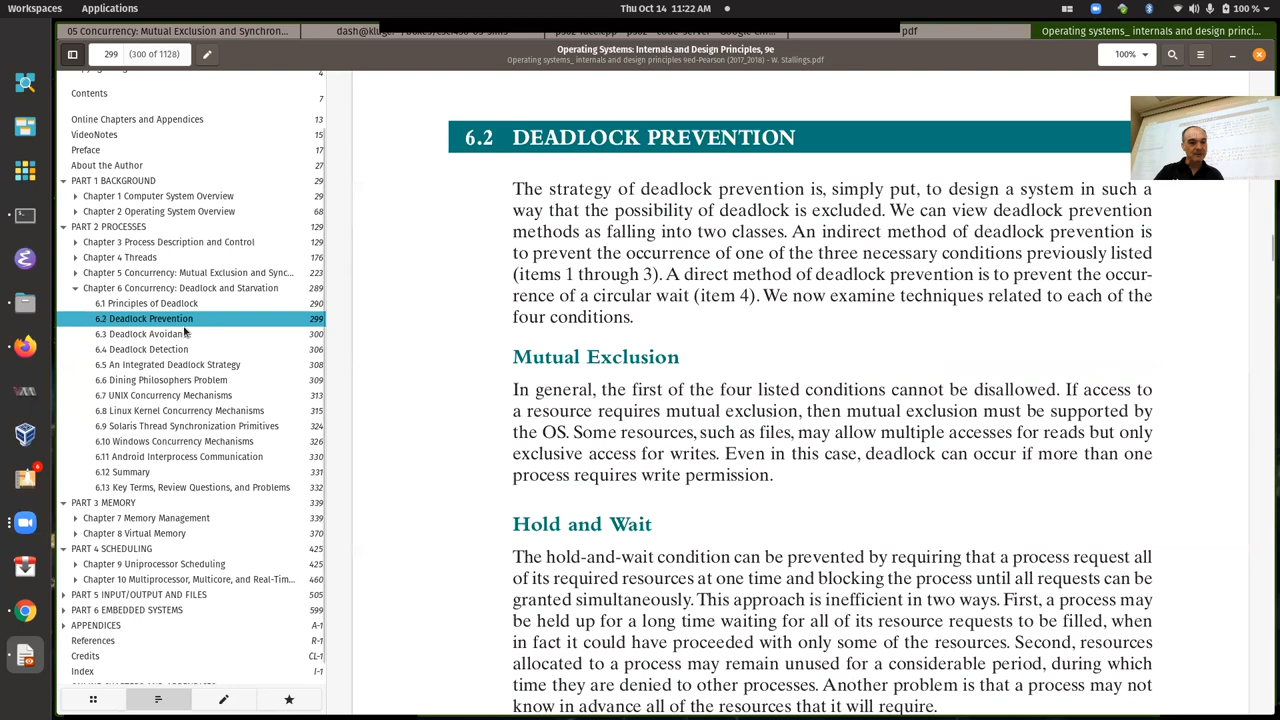 Workspaces Applications Thu Oct 14 11:22 AM 100 %
05 Concurrency: Mutual Exclusion and Synchron... pdf Operating systems_ internals and design princi...
299 (300 of 1128) Operating Systems: Internals and Design Principles, 9e 100%
Operating systems_ internals and design principles 9ed-Pearson (2017_2018) - W. Stallings.pdf
4
Contents 7
Online Chapters and Appendices 13
VideoNotes 15
Preface 17
About the Author 27
PART 1 BACKGROUND 29
Chapter 1 Computer System Overview 29
Chapter 2 Operating System Overview 68
PART 2 PROCESSES 129
Chapter 3 Process Description and Control 129
Chapter 4 Threads 176
Chapter 5 Concurrency: Mutual Exclusion and Sync... 223
Chapter 6 Concurrency: Deadlock and Starvation 289
6.1 Principles of Deadlock 290
6.2 Deadlock Prevention 299
6.3 Deadlock Avoidance 300
6.4 Deadlock Detection 306
6.5 An Integrated Deadlock Strategy 308
6.6 Dining Philosophers Problem 309
6.7 UNIX Concurrency Mechanisms 313
6.8 Linux Kernel Concurrency Mechanisms 315
6.9 Solaris Thread Synchronization Primitives 324
6.10 Windows Concurrency Mechanisms 326
6.11 Android Interprocess Communication 330
6.12 Summary 331
6.13 Key Terms, Review Questions, and Problems 332
PART 3 MEMORY 339
Chapter 7 Memory Management 339
Chapter 8 Virtual Memory 370
PART 4 SCHEDULING 425
Chapter 9 Uniprocessor Scheduling 425
Chapter 10 Multiprocessor, Multicore, and Real-Tim... 460
PART 5 INPUT/OUTPUT AND FILES 505
PART 6 EMBEDDED SYSTEMS 599
APPENDICES A-1
References R-1
Credits CL-1
Index I-1
6.2 DEADLOCK PREVENTION
The strategy of deadlock prevention is, simply put, to design a system in such a
way that the possibility of deadlock is excluded. We can view deadlock prevention
methods as falling into two classes. An indirect method of deadlock prevention is
to prevent the occurrence of one of the three necessary conditions previously listed
(items 1 through 3). A direct method of deadlock prevention is to prevent the occur-
rence of a circular wait (item 4). We now examine techniques related to each of the
four conditions.
Mutual Exclusion
In general, the first of the four listed conditions cannot be disallowed. If access to
a resource requires mutual exclusion, then mutual exclusion must be supported by
the OS. Some resources, such as files, may allow multiple accesses for reads but only
exclusive access for writes. Even in this case, deadlock can occur if more than one
process requires write permission.
Hold and Wait
The hold-and-wait condition can be prevented by requiring that a process request all
of its required resources at one time and blocking the process until all requests can be
granted simultaneously. This approach is inefficient in two ways. First, a process may
be held up for a long time waiting for all of its resource requests to be filled, when
in fact it could have proceeded with only some of the resources. Second, resources
allocated to a process may remain unused for a considerable period, during which
time they are denied to other processes. Another problem is that a process may not
know in advance all of the resources that it will require.